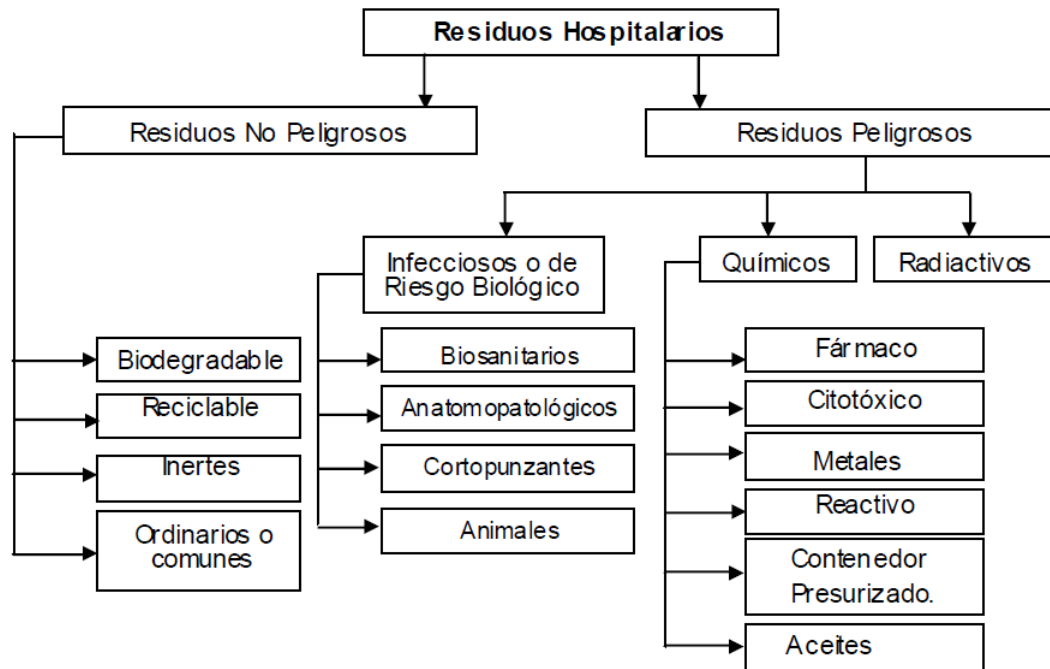 Residuos Hospitalarios
Residuos No Peligrosos
Residuos Peligrosos
Infecciosos o de
Riesgo Biológico
Químicos
Radiactivos
Biodegradable
Reciclable
Inertes
Ordinarios o
comunes
Biosanitarios
Anatomopatológicos
Cortopunzantes
Animales
Fármaco
Citotóxico
Metales
Reactivo
Contenedor
Presurizado.
Aceites